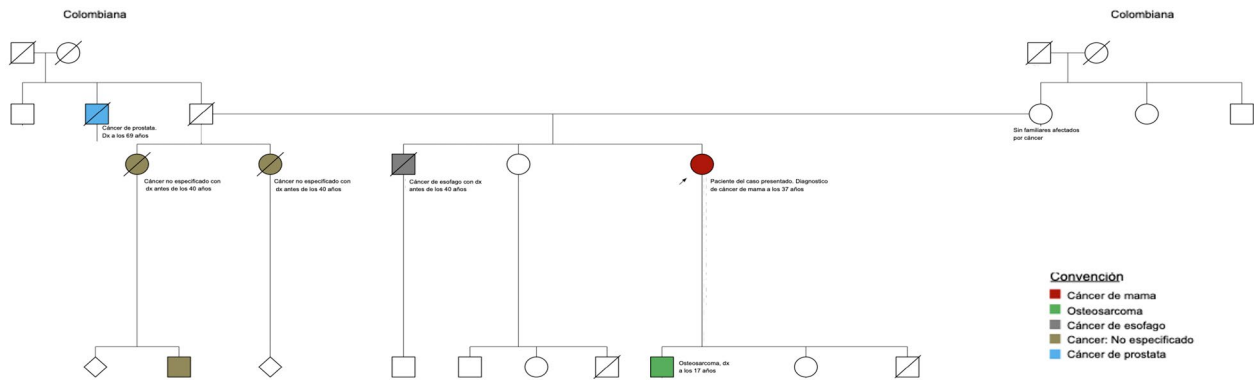 Colombiana
Colombiana
Cáncer de prostata.
Dx a los 69 años
Sin familiares afectados
por cáncer
Cáncer no especificado con
dx antes de los 40 años
Cáncer no especificado con
dx antes de los 40 años
Cáncer de esofago con dx
antes de los 40 años
Paciente del caso presentado. Diagnostico
de cáncer de mama a los 37 años
Convención
Cáncer de mama
Osteosarcoma
Cáncer de esofago
Cancer: No especificado
Cáncer de prostata
Osteosarcoma, dx
a los 17 años